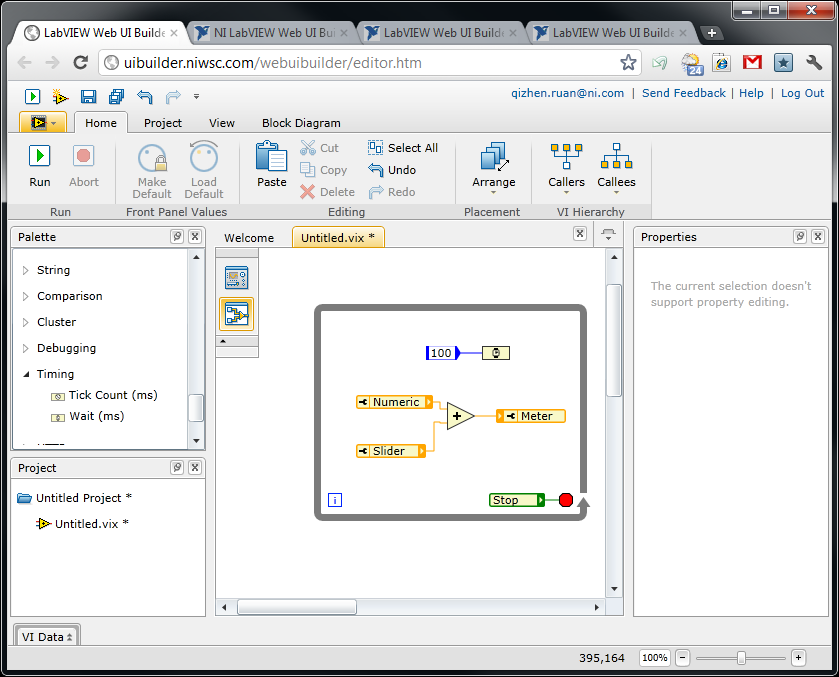 LabVIEW Web UI Builde
NI LabVIEW Web UI Buil
LabVIEW Web UI Builde
LabVIEW Web UI Builde
uibuilder.niwsc.com/webuibuilder/editor.htm
24
qizhen.ruan@ni.com | Send Feedback | Help | Log Out
Home Project View Block Diagram
Run
Abort
Run
Make Default
Load Default
Front Panel Values
Paste
Cut
Copy
Delete
Select All
Undo
Redo
Editing
Arrange
Placement
Callers
Callees
VI Hierarchy
Palette
String
Comparison
Cluster
Debugging
Timing
Tick Count (ms)
Wait (ms)
Project
Untitled Project *
Untitled.vix *
Welcome
Untitled.vix *
100
Numeric
Meter
Slider
i
Stop
Properties
The current selection doesn't
support property editing.
VI Data
395,164
100%